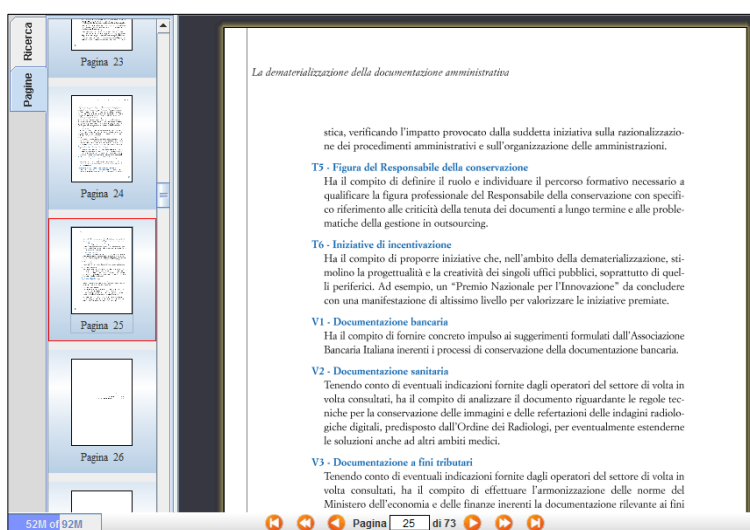 Ricerca
Pagine
Pagina 23
Pagina 24
Pagina 25
Pagina 26
La dematerializzazione della documentazione amministrativa
stica, verificando l'impatto provocato dalla suddetta iniziativa sulla razionalizzazio-
ne dei procedimenti amministrativi e sull'organizzazione delle amministrazioni.
T5 - Figura del Responsabile della conservazione
Ha il compito di definire il ruolo e individuare il percorso formativo necessario a
qualificare la figura professionale del Responsabile della conservazione con specifi-
co riferimento alle criticità della tenuta dei documenti a lungo termine e alle proble-
matiche della gestione in outsourcing.
T6 - Iniziative di incentivazione
Ha il compito di proporre iniziative che, nell'ambito della dematerializzazione, sti-
molino la progettualità e la creatività dei singoli uffici pubblici, soprattutto di quel-
li periferici. Ad esempio, un "Premio Nazionale per l'Innovazione" da concludere
con una manifestazione di altissimo livello per valorizzare le iniziative premiate.
V1 - Documentazione bancaria
Ha il compito di fornire concreto impulso ai suggerimenti formulati dall'Associazione
Bancaria Italiana inerenti i processi di conservazione della documentazione bancaria.
V2 - Documentazione sanitaria
Tenendo conto di eventuali indicazioni fornite dagli operatori del settore di volta in
volta consultati, ha il compito di analizzare il documento riguardante le regole tec-
niche per la conservazione delle immagini e delle refertazioni delle indagini radiolo-
giche digitali, predisposto dall'Ordine dei Radiologi, per eventualmente estenderne
le soluzioni anche ad altri ambiti medici.
V3 - Documentazione a fini tributari
Tenendo conto di eventuali indicazioni fornite dagli operatori del settore di volta in
volta consultati, ha il compito di effettuare l'armonizzazione delle norme del
Ministero dell'economia e delle finanze inerenti la documentazione rilevante ai fini
52M of 92M
Pagina 25 di 73